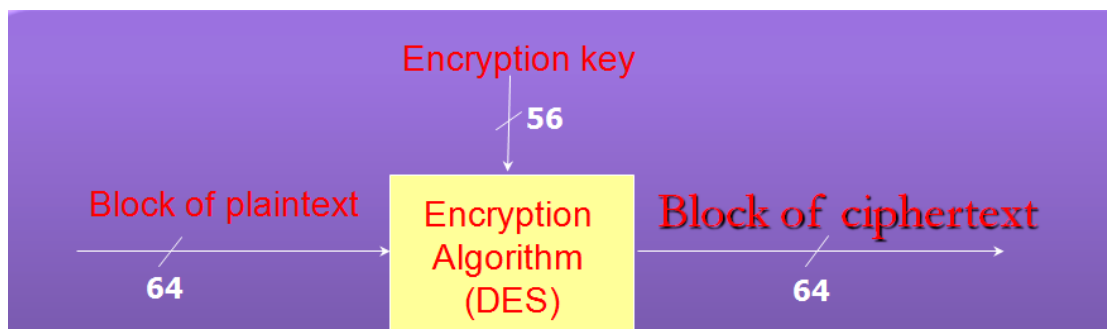 Encryption key
56
Block of plaintext
64
Encryption
Algorithm
(DES)
Block of ciphertext
64